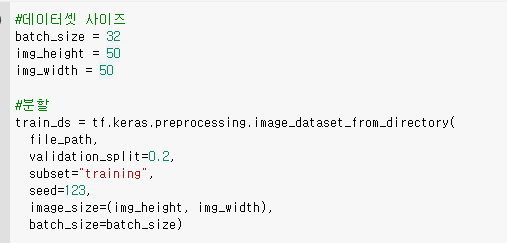 #데이터셋 사이즈
batch_size = 32
img_height = 50
img_width = 50
#분할
train_ds = tf.keras.preprocessing.image_dataset_from_directory(
file_path,
validation_split=0.2,
subset="training",
seed=123,
image_size=(img_height, img_width),
batch_size=batch_size)